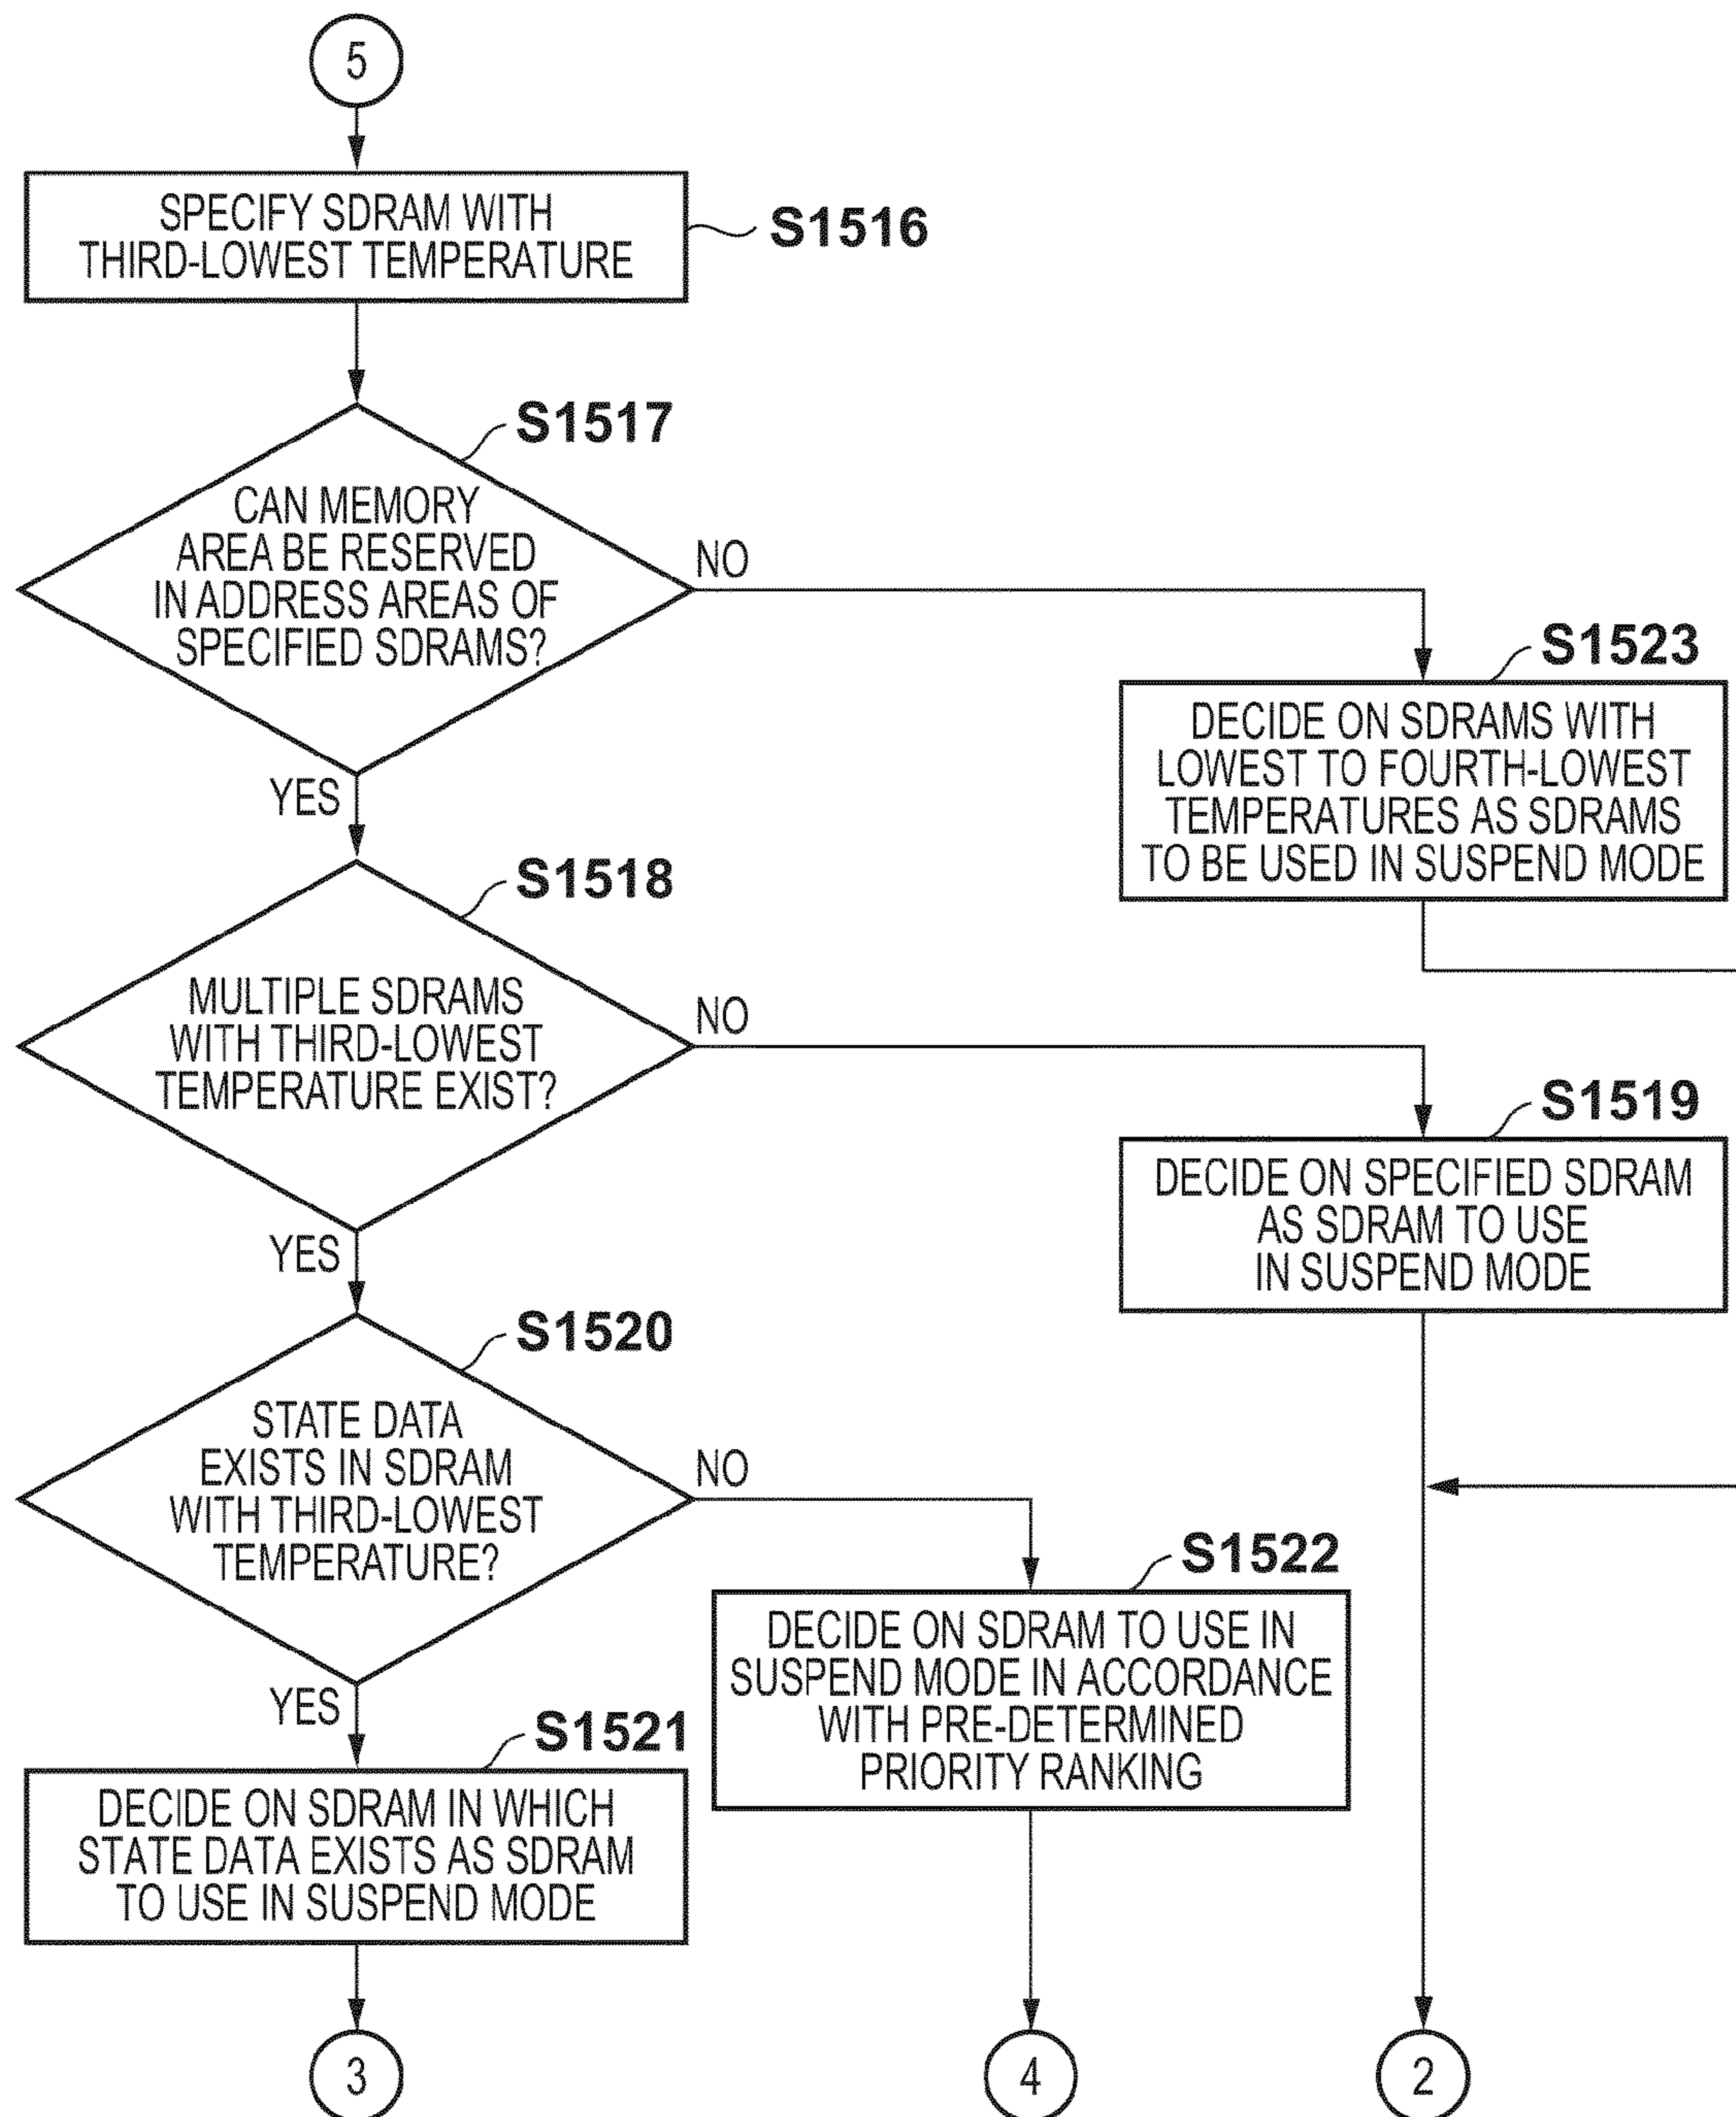 5
SPECIFY SDRAM WITH
THIRD-LOWEST TEMPERATURE
S1516
S1517
CAN MEMORY
AREA BE RESERVED
IN ADDRESS AREAS OF
SPECIFIED SDRAMS?
NO
YES
S1523
DECIDE ON SDRAMS WITH
LOWEST TO FOURTH-LOWEST
TEMPERATURES AS SDRAMS
TO BE USED IN SUSPEND MODE
S1518
MULTIPLE SDRAMS
WITH THIRD-LOWEST
TEMPERATURE EXIST?
NO
YES
S1519
DECIDE ON SPECIFIED SDRAM
AS SDRAM TO USE
IN SUSPEND MODE
S1520
STATE DATA
EXISTS IN SDRAM
WITH THIRD-LOWEST
TEMPERATURE?
NO
YES
S1522
DECIDE ON SDRAM TO USE IN
SUSPEND MODE IN ACCORDANCE
WITH PRE-DETERMINED
PRIORITY RANKING
S1521
DECIDE ON SDRAM IN WHICH
STATE DATA EXISTS AS SDRAM
TO USE IN SUSPEND MODE
3
4
2